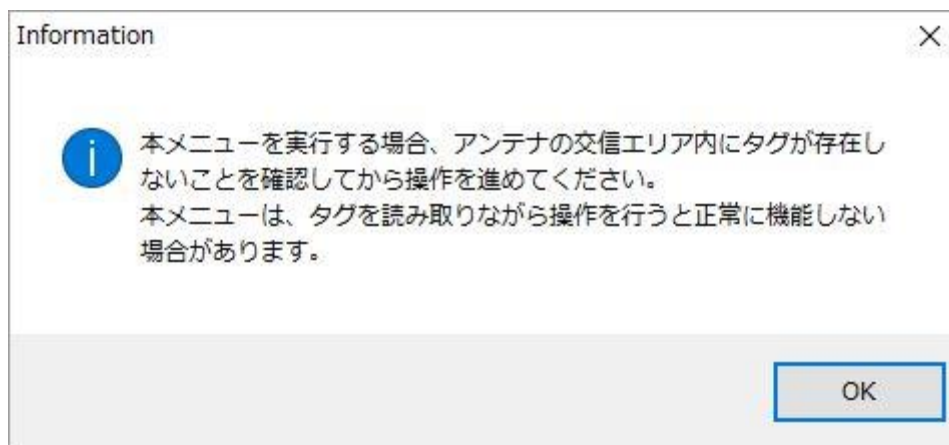 Information
本メニューを実行する場合、アンテナの交信エリア内にタグが存在し
ないことを確認してから操作を進めてください。
本メニューは、タグを読み取りながら操作を行うと正常に機能しない
場合があります。
OK